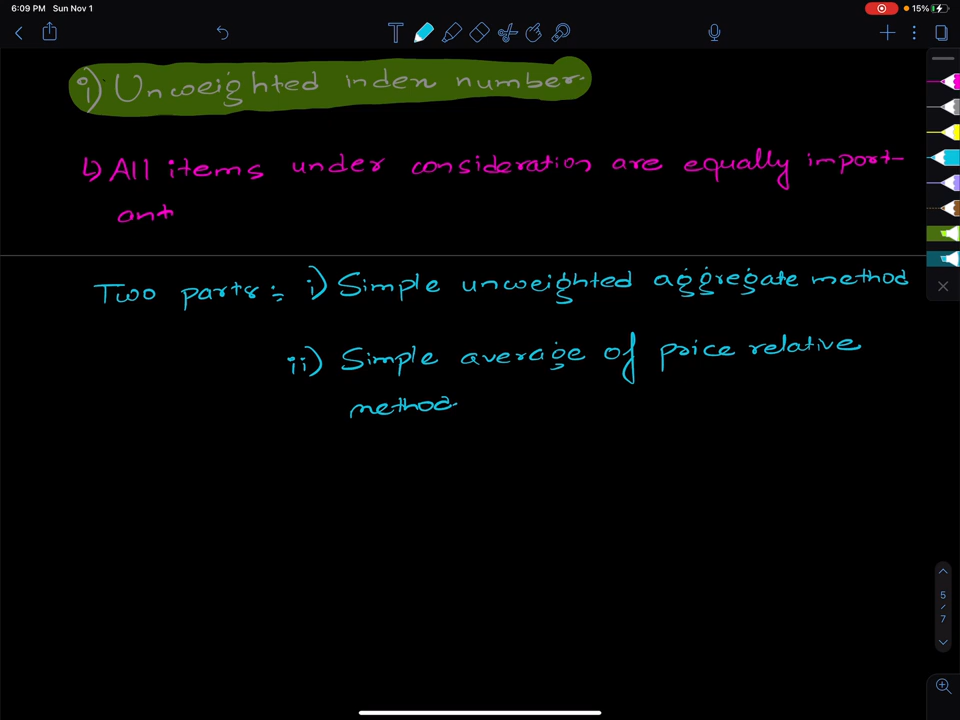 6:09 PM Sun Nov 1
15%
T
i) Unweighted index number.
↳ All items under consideration are equally import-
ant
Two parts:- i) Simple unweighted aggregate method
ii) Simple average of price relative
method.
5
/
7